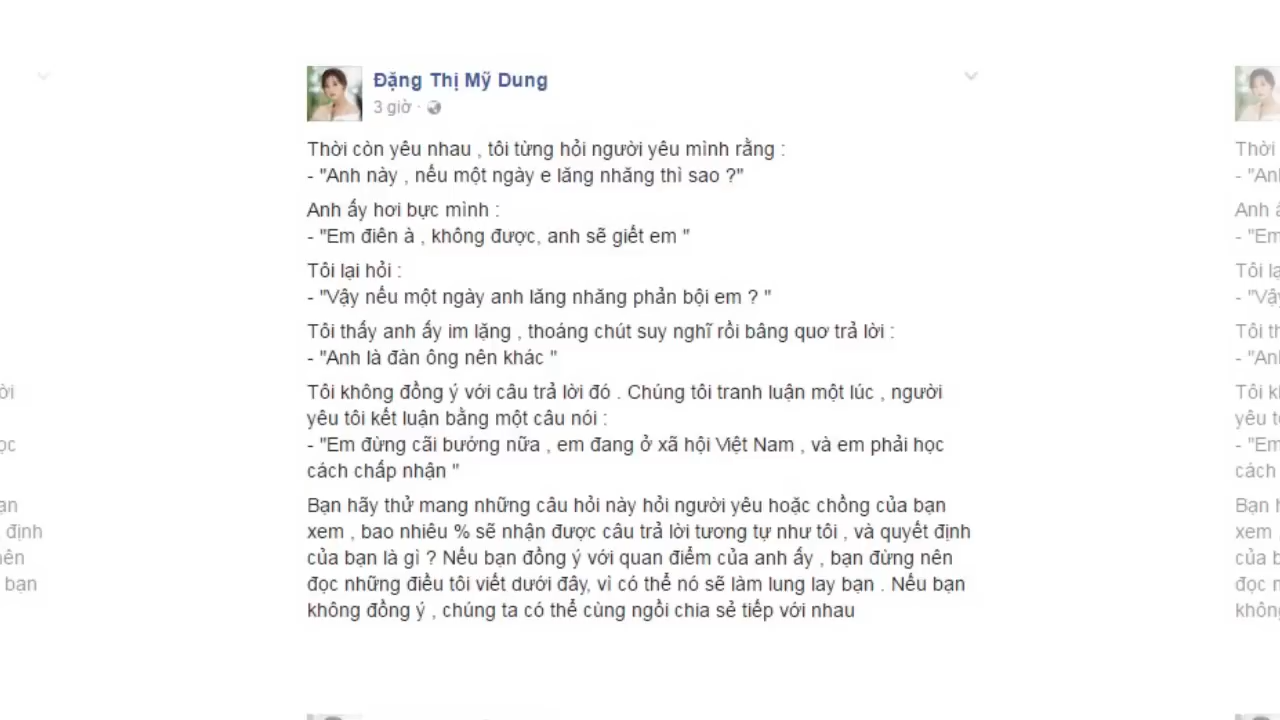 Đặng Thị Mỹ Dung
3 giờ ·
Thời còn yêu nhau , tôi từng hỏi người yêu mình rằng :
- "Anh này , nếu một ngày e lăng nhăng thì sao ?"
Anh ấy hơi bực mình :
- "Em điên à , không được, anh sẽ giết em "
Tôi lại hỏi :
- "Vậy nếu một ngày anh lăng nhăng phản bội em ? "
Tôi thấy anh ấy im lặng , thoáng chút suy nghĩ rồi bâng quơ trả lời :
- "Anh là đàn ông nên khác "
Tôi không đồng ý với câu trả lời đó . Chúng tôi tranh luận một lúc , người
yêu tôi kết luận bằng một câu nói :
- "Em đừng cãi bướng nữa , em đang ở xã hội Việt Nam , và em phải học
cách chấp nhận "
Bạn hãy thử mang những câu hỏi này hỏi người yêu hoặc chồng của bạn
xem , bao nhiêu % sẽ nhận được câu trả lời tương tự như tôi , và quyết định
của bạn là gì ? Nếu bạn đồng ý với quan điểm của anh ấy , bạn đừng nên
đọc những điều tôi viết dưới đây, vì có thể nó sẽ làm lung lay bạn . Nếu bạn
không đồng ý , chúng ta có thể cùng ngồi chia sẻ tiếp với nhau